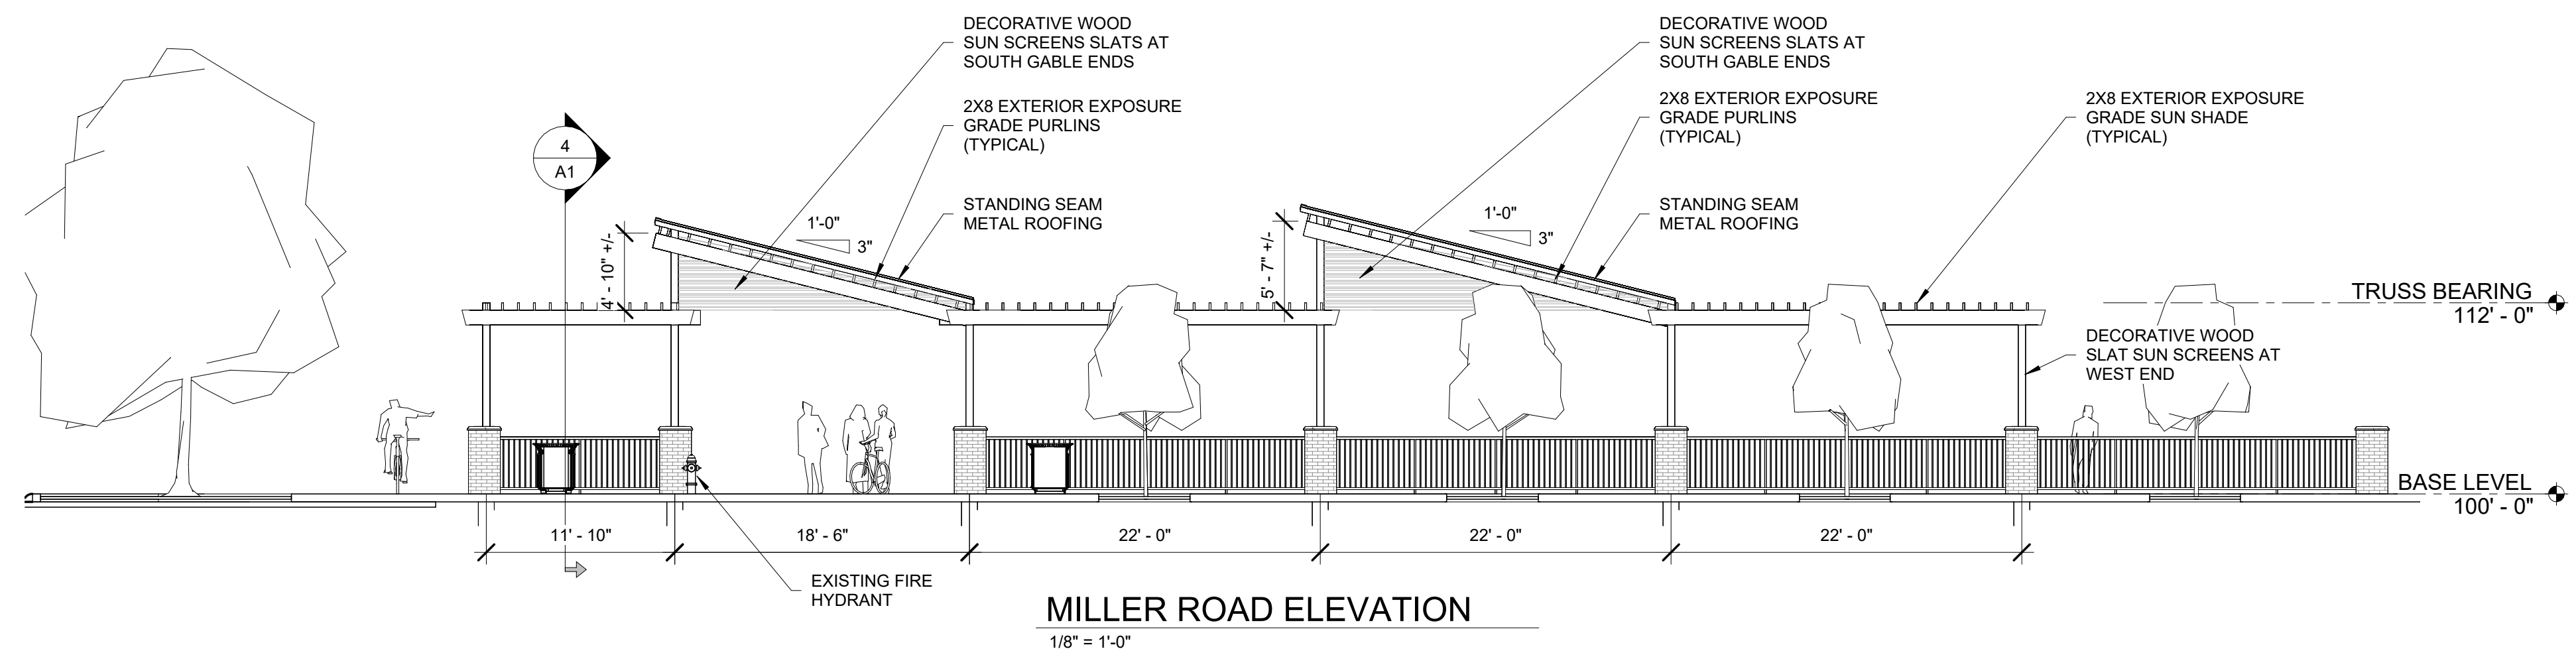 DECORATIVE WOOD
SUN SCREENS SLATS AT
SOUTH GABLE ENDS
DECORATIVE WOOD
SUN SCREENS SLATS AT
SOUTH GABLE ENDS
2X8 EXTERIOR EXPOSURE
GRADE PURLINS
(TYPICAL)
2X8 EXTERIOR EXPOSURE
GRADE PURLINS
(TYPICAL)
2X8 EXTERIOR EXPOSURE
GRADE SUN SHADE
(TYPICAL)
4
A1
STANDING SEAM
METAL ROOFING
STANDING SEAM
METAL ROOFING
1'-0"
3"
1'-0"
3"
4' - 10" +/-
5' - 7" +/-
TRUSS BEARING
112' - 0"
DECORATIVE WOOD
SLAT SUN SCREENS AT
WEST END
BASE LEVEL
100' - 0"
11' - 10"
18' - 6"
22' - 0"
22' - 0"
22' - 0"
EXISTING FIRE
HYDRANT
MILLER ROAD ELEVATION
1/8" = 1'-0"